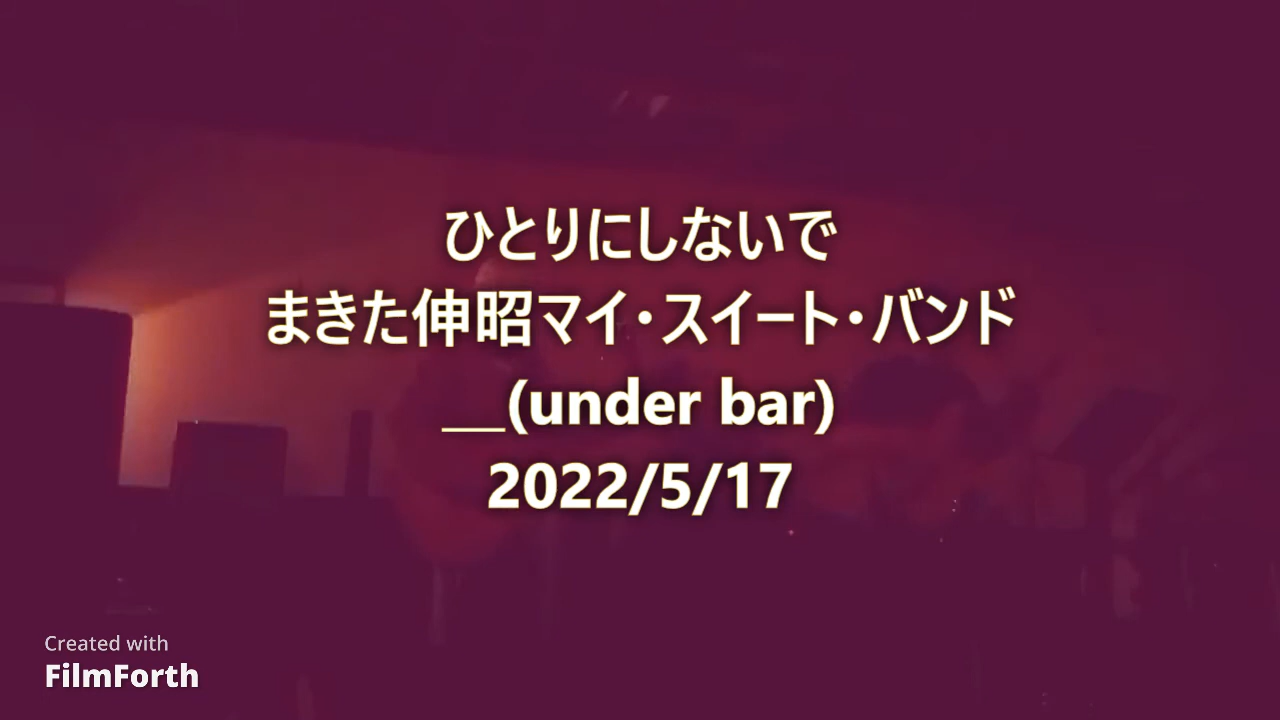 ひとりにしないで
まきた伸昭マイ・スイート・バンド
__(under bar)
2022/5/17
Created with
FilmForth